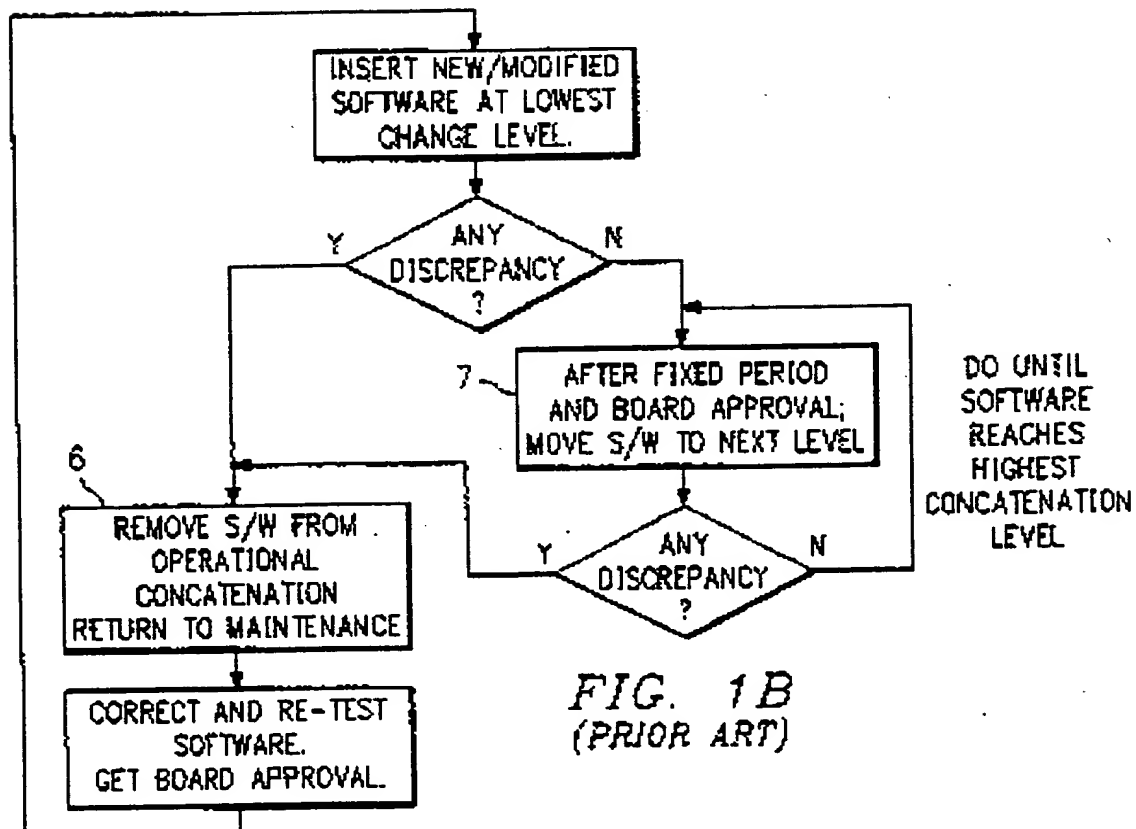 INSERT NEW/MODIFIED
SOFTWARE AT LOWEST
CHANGE LEVEL.
Y
ANY
DISCREPANCY
?
N
7
AFTER FIXED PERIOD
AND BOARD APPROVAL;
MOVE S/W TO NEXT LEVEL
DO UNTIL
SOFTWARE
REACHES
HIGHEST
CONCATENATION
LEVEL
6
REMOVE S/W FROM
OPERATIONAL
CONCATENATION
RETURN TO MAINTENANCE
Y
ANY
DISCREPANCY
?
N
CORRECT AND RE-TEST
SOFTWARE.
GET BOARD APPROVAL.
FIG. 1B
(PRIOR ART)